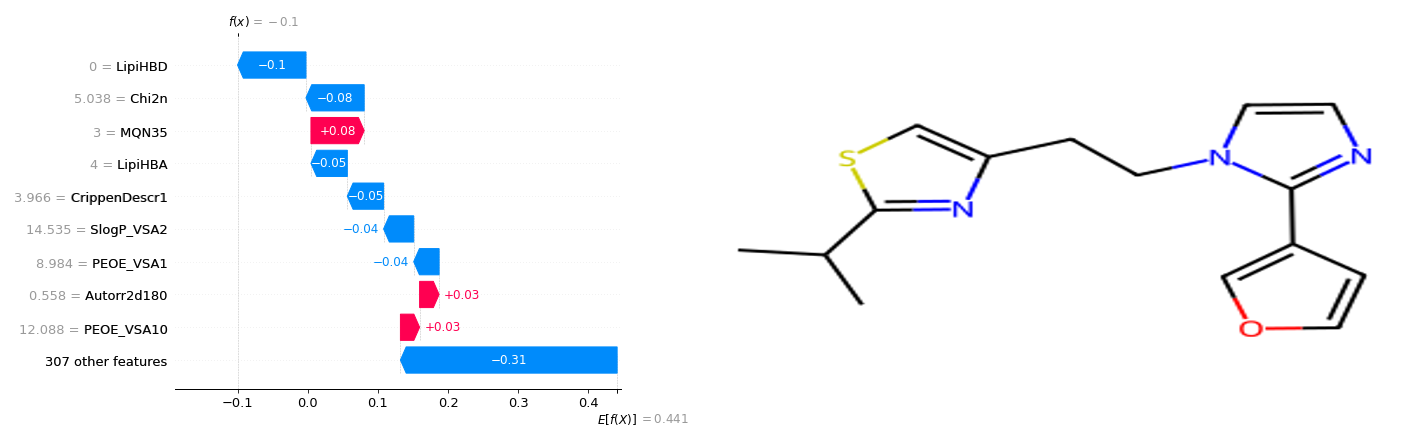 f(x) = −0.1
0 = LipiHBD −0.1
5.038 = Chi2n −0.08
3 = MQN35 +0.08
4 = LipiHBA −0.05
3.966 = CrippenDescr1 −0.05
14.535 = SlogP_VSA2 −0.04
8.984 = PEOE_VSA1 −0.04
0.558 = Autorr2d180 +0.03
12.088 = PEOE_VSA10 +0.03
307 other features −0.31
−0.1 0.0 0.1 0.2 0.3 0.4
E[f(X)] = 0.441
S N N N O